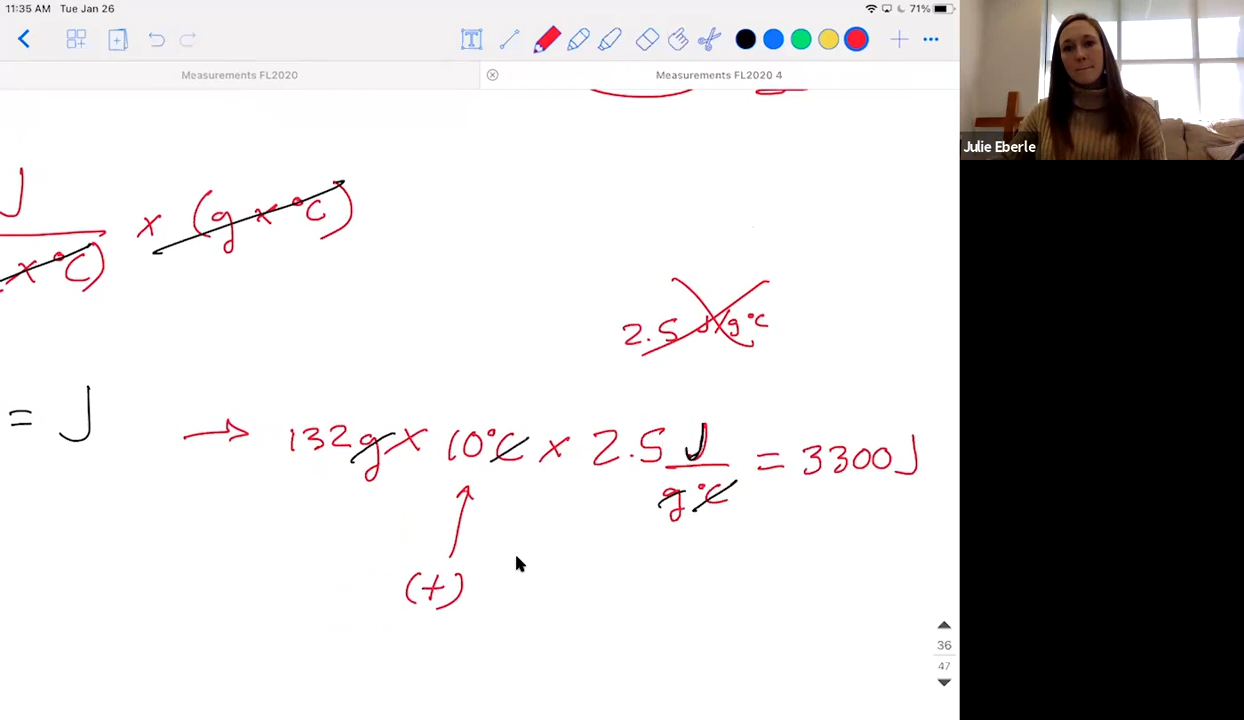 11:35 AM Tue Jan 26
71%
Measurements FL2020
Measurements FL2020 4
Julie Eberle
J
x (g x °C)
x °C)
2.5 J/g°C
= J → 132g x 10°C x 2.5 J = 3300J
g °C
(+)
36
47